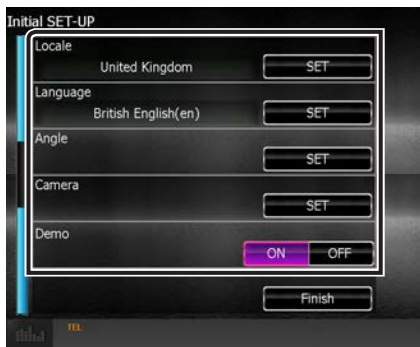 Initial SET-UP
Locale
United Kingdom SET
Language
British English(en) SET
Angle
SET
Camera
SET
Demo
ON OFF
Finish
TEL